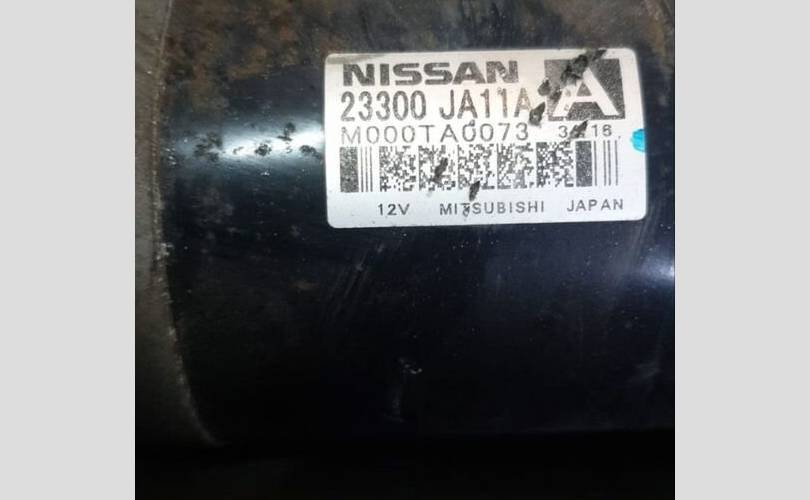 NISSAN
23300 JA11A A
M000TA0073
12V MITSUBISHI JAPAN